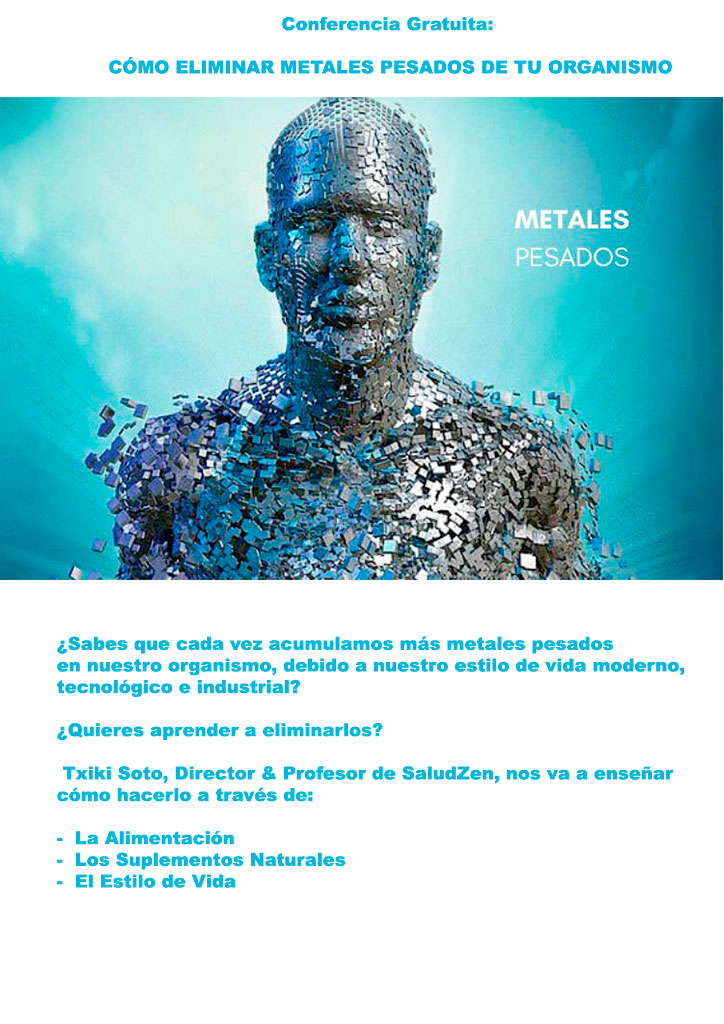 Conferencia Gratuita:
CÓMO ELIMINAR METALES PESADOS DE TU ORGANISMO
METALES
PESADOS
¿Sabes que cada vez acumulamos más metales pesados
en nuestro organismo, debido a nuestro estilo de vida moderno,
tecnológico e industrial?
¿Quieres aprender a eliminarlos?
Txiki Soto, Director & Profesor de SaludZen, nos va a enseñar
cómo hacerlo a través de:
- La Alimentación
- Los Suplementos Naturales
- El Estilo de Vida